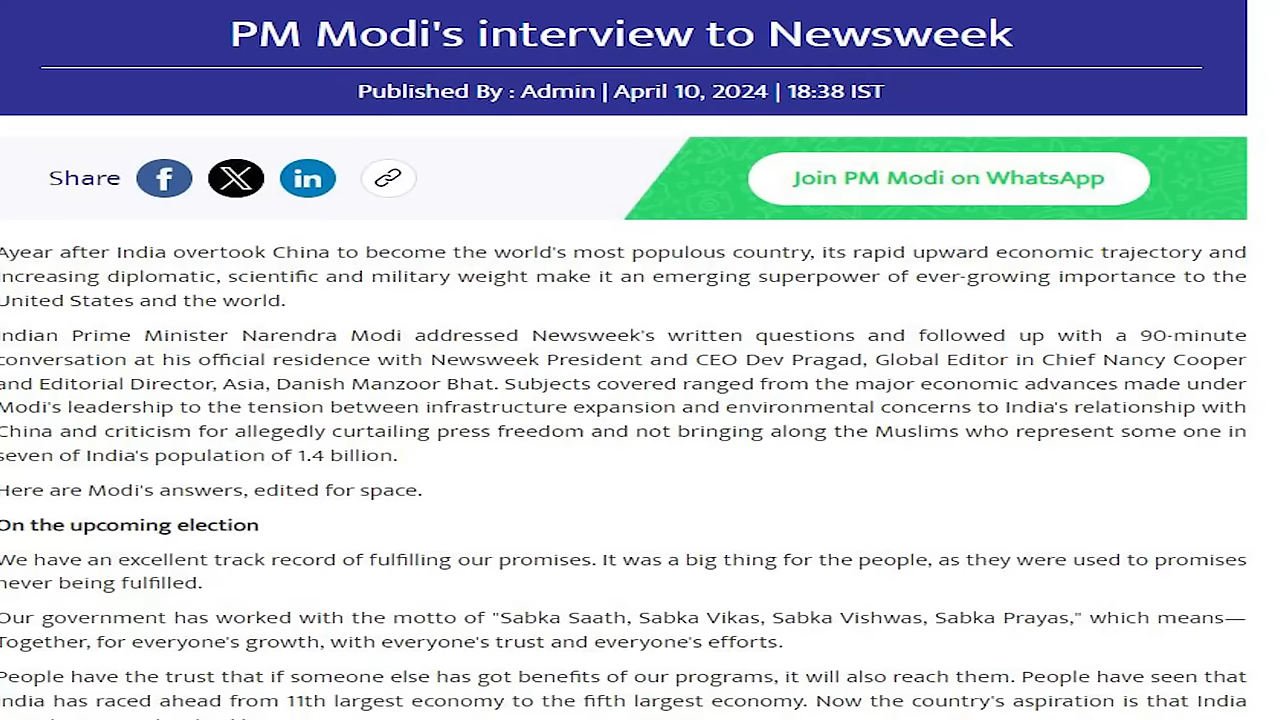 PM Modi's interview to Newsweek
Published By : Admin | April 10, 2024 | 18:38 IST
Share
Join PM Modi on WhatsApp
Ayear after India overtook China to become the world's most populous country, its rapid upward economic trajectory and
increasing diplomatic, scientific and military weight make it an emerging superpower of ever-growing importance to the
United States and the world.
Indian Prime Minister Narendra Modi addressed Newsweek's written questions and followed up with a 90-minute
conversation at his official residence with Newsweek President and CEO Dev Pragad, Global Editor in Chief Nancy Cooper
and Editorial Director, Asia, Danish Manzoor Bhat. Subjects covered ranged from the major economic advances made under
Modi's leadership to the tension between infrastructure expansion and environmental concerns to India's relationship with
China and criticism for allegedly curtailing press freedom and not bringing along the Muslims who represent some one in
seven of India's population of 1.4 billion.
Here are Modi's answers, edited for space.
On the upcoming election
We have an excellent track record of fulfilling our promises. It was a big thing for the people, as they were used to promises
never being fulfilled.
Our government has worked with the motto of "Sabka Saath, Sabka Vikas, Sabka Vishwas, Sabka Prayas," which means—
Together, for everyone's growth, with everyone's trust and everyone's efforts.
People have the trust that if someone else has got benefits of our programs, it will also reach them. People have seen that
India has raced ahead from 11th largest economy to the fifth largest economy. Now the country's aspiration is that India